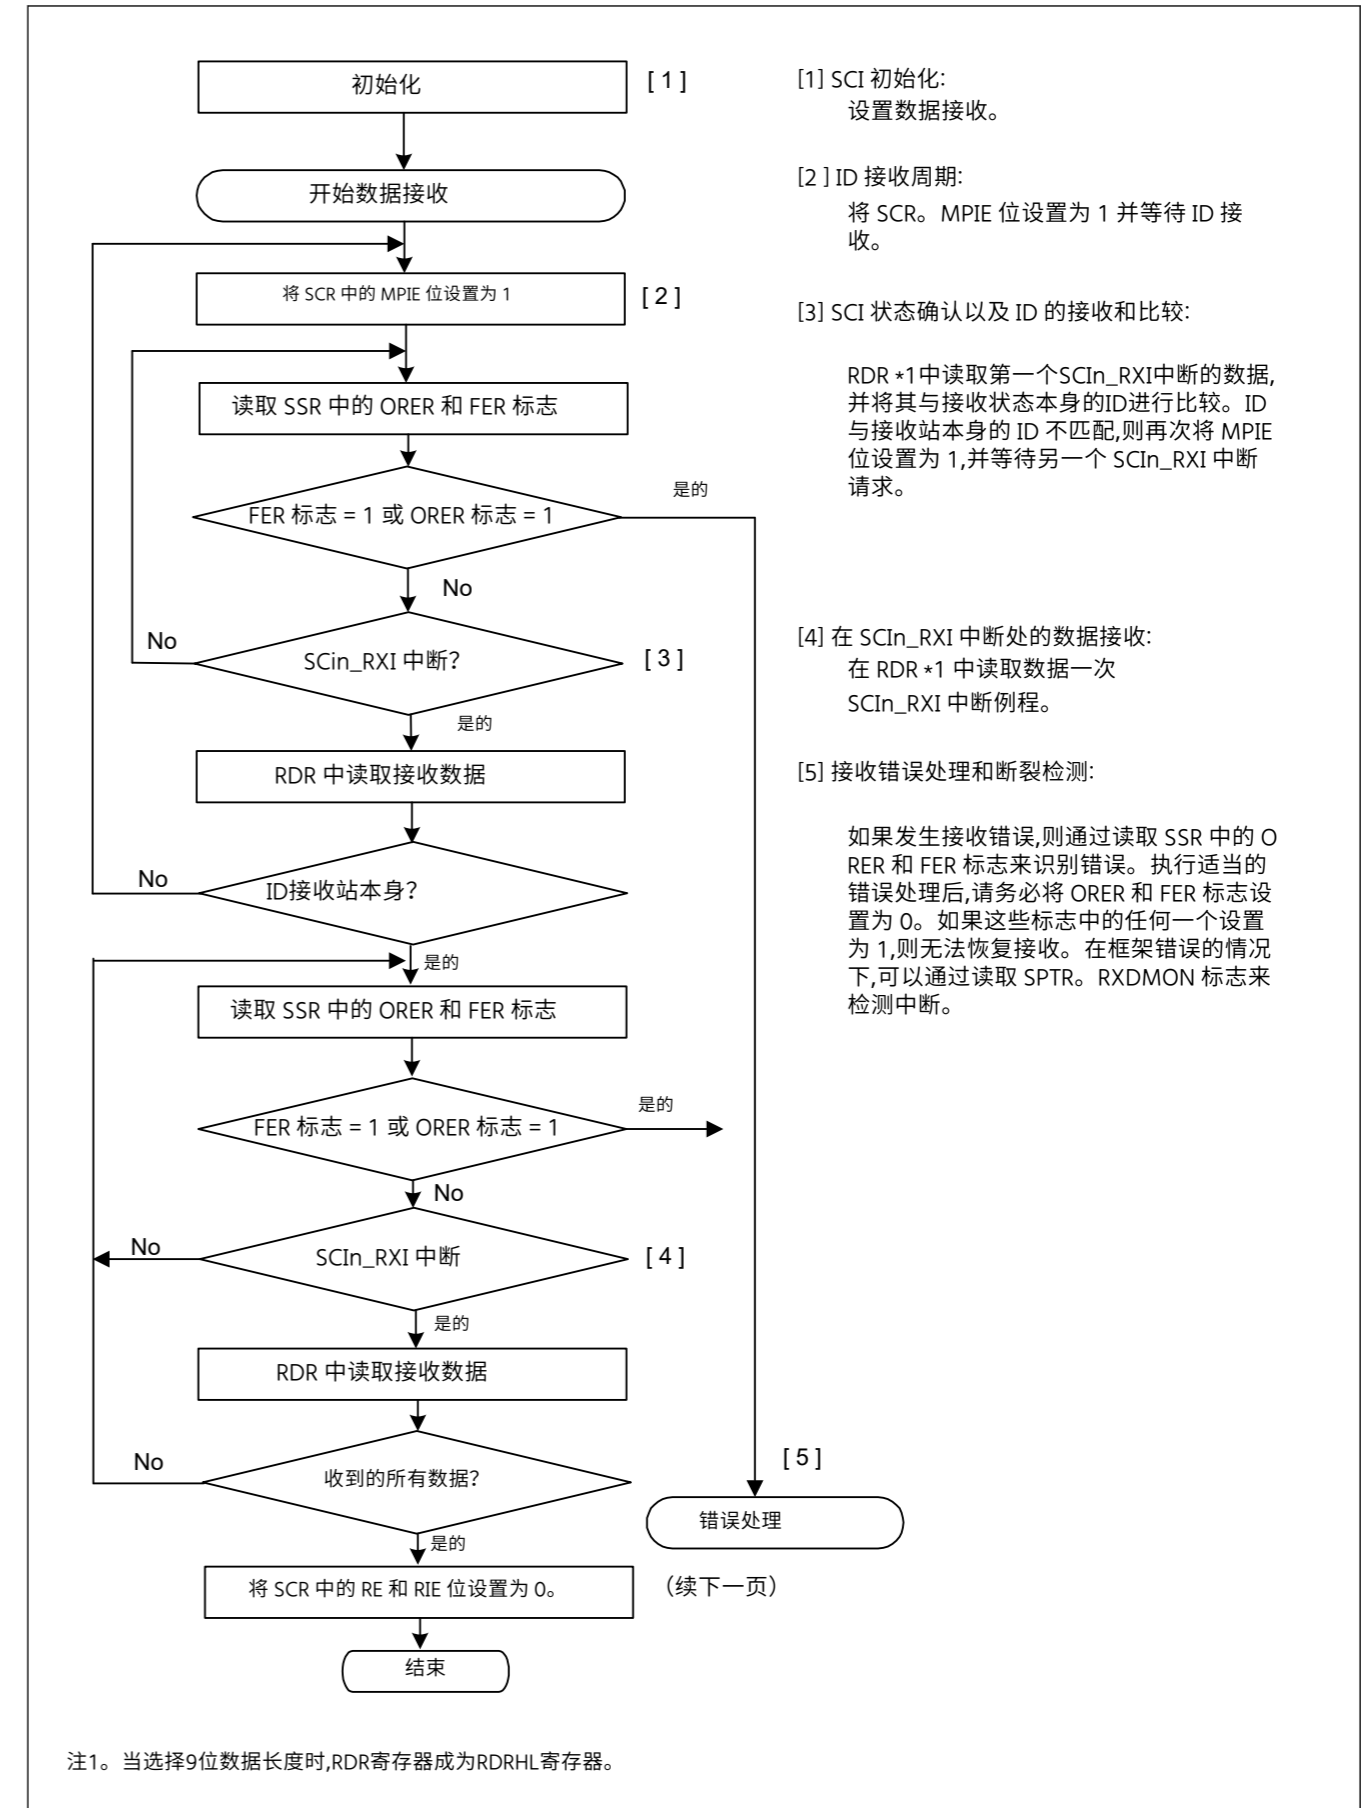 初始化
[ 1 ]
开始数据接收
将 SCR 中的 MPIE 位设置为 1
[ 2 ]
读取 SSR 中的 ORER 和 FER 标志
FER 标志 = 1 或 ORER 标志 = 1
是的
No
SCin_RXI 中断?
No
[ 3 ]
是的
RDR 中读取接收数据
ID接收站本身?
No
是的
读取 SSR 中的 ORER 和 FER 标志
FER 标志 = 1 或 ORER 标志 = 1
是的
No
SCIn_RXI 中断
No
[ 4 ]
是的
RDR 中读取接收数据
收到的所有数据?
No
是的
[ 5 ]
错误处理
将 SCR 中的 RE 和 RIE 位设置为 0。
（续下一页）
结束
[1] SCI 初始化:
设置数据接收。
[2 ] ID 接收周期:
将 SCR。MPIE 位设置为 1 并等待 ID 接
收。
[3] SCI 状态确认以及 ID 的接收和比较:
RDR *1中读取第一个SCIn_RXI中断的数据,
并将其与接收状态本身的ID进行比较。ID
与接收站本身的 ID 不匹配,则再次将 MPIE
位设置为 1,并等待另一个 SCIn_RXI 中断
请求。
[4] 在 SCIn_RXI 中断处的数据接收:
在 RDR *1 中读取数据一次
SCIn_RXI 中断例程。
[5] 接收错误处理和断裂检测:
如果发生接收错误,则通过读取 SSR 中的 O
RER 和 FER 标志来识别错误。执行适当的
错误处理后,请务必将 ORER 和 FER 标志设
置为 0。如果这些标志中的任何一个设置
为 1,则无法恢复接收。在框架错误的情况
下,可以通过读取 SPTR。RXDMON 标志来
检测中断。
注1。当选择9位数据长度时,RDR寄存器成为RDRHL寄存器。